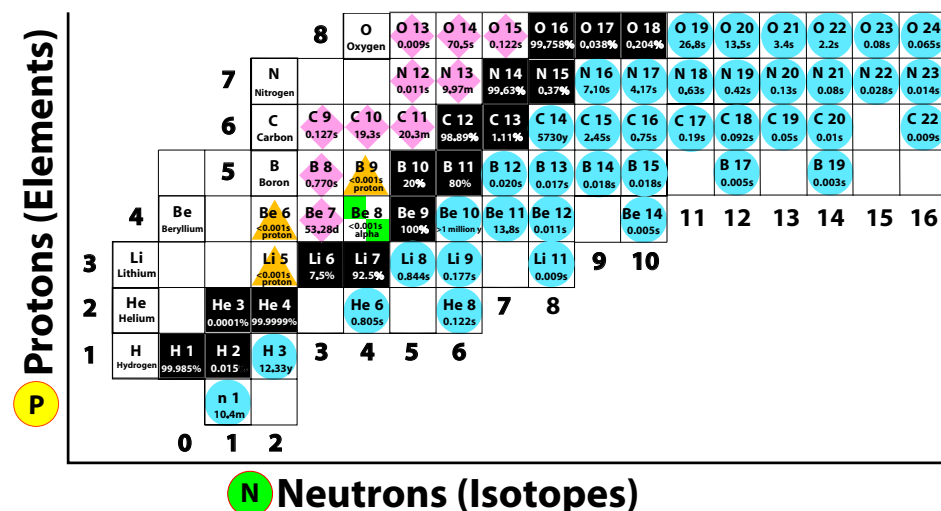 Protons (Elements)
P
8
O
Oxygen
O 13
0.009s
O 14
70.5s
O 15
0.122s
O 16
99.758%
O 17
0.038%
O 18
0.204%
O 19
26.8s
O 20
13.5s
O 21
3.4s
O 22
2.2s
O 23
0.08s
O 24
0.065s
7
N
Nitrogen
N 12
0.011s
N 13
9.97m
N 14
99.63%
N 15
0.37%
N 16
7.10s
N 17
4.17s
N 18
0.63s
N 19
0.42s
N 20
0.13s
N 21
0.08s
N 22
0.028s
N 23
0.014s
6
C
Carbon
C 9
0.127s
C 10
19.3s
C 11
20.3m
C 12
98.89%
C 13
1.11%
C 14
5730y
C 15
2.45s
C 16
0.75s
C 17
0.19s
C 18
0.092s
C 19
0.05s
C 20
0.01s
C 22
0.009s
5
B
Boron
B 8
0.770s
B 9
<0.001s
proton
B 10
20%
B 11
80%
B 12
0.020s
B 13
0.017s
B 14
0.018s
B 15
0.018s
B 17
0.005s
B 19
0.003s
4
Be
Beryllium
Be 6
<0.001s
proton
Be 7
53.28d
Be 8
<0.001s
alpha
Be 9
100%
Be 10
>1 million y
Be 11
13.8s
Be 12
0.011s
Be 14
0.005s
11
12
13
14
15
16
3
Li
Lithium
Li 5
<0.001s
proton
Li 6
7.5%
Li 7
92.5%
Li 8
0.844s
Li 9
0.177s
Li 11
0.009s
9
10
2
He
Helium
He 3
0.0001%
He 4
99.9999%
He 6
0.805s
He 8
0.122s
7
8
1
H
Hydrogen
H 1
99.985%
H 2
0.015
H 3
12.33y
3
4
5
6
n 1
10.4m
0
1
2
N
Neutrons (Isotopes)